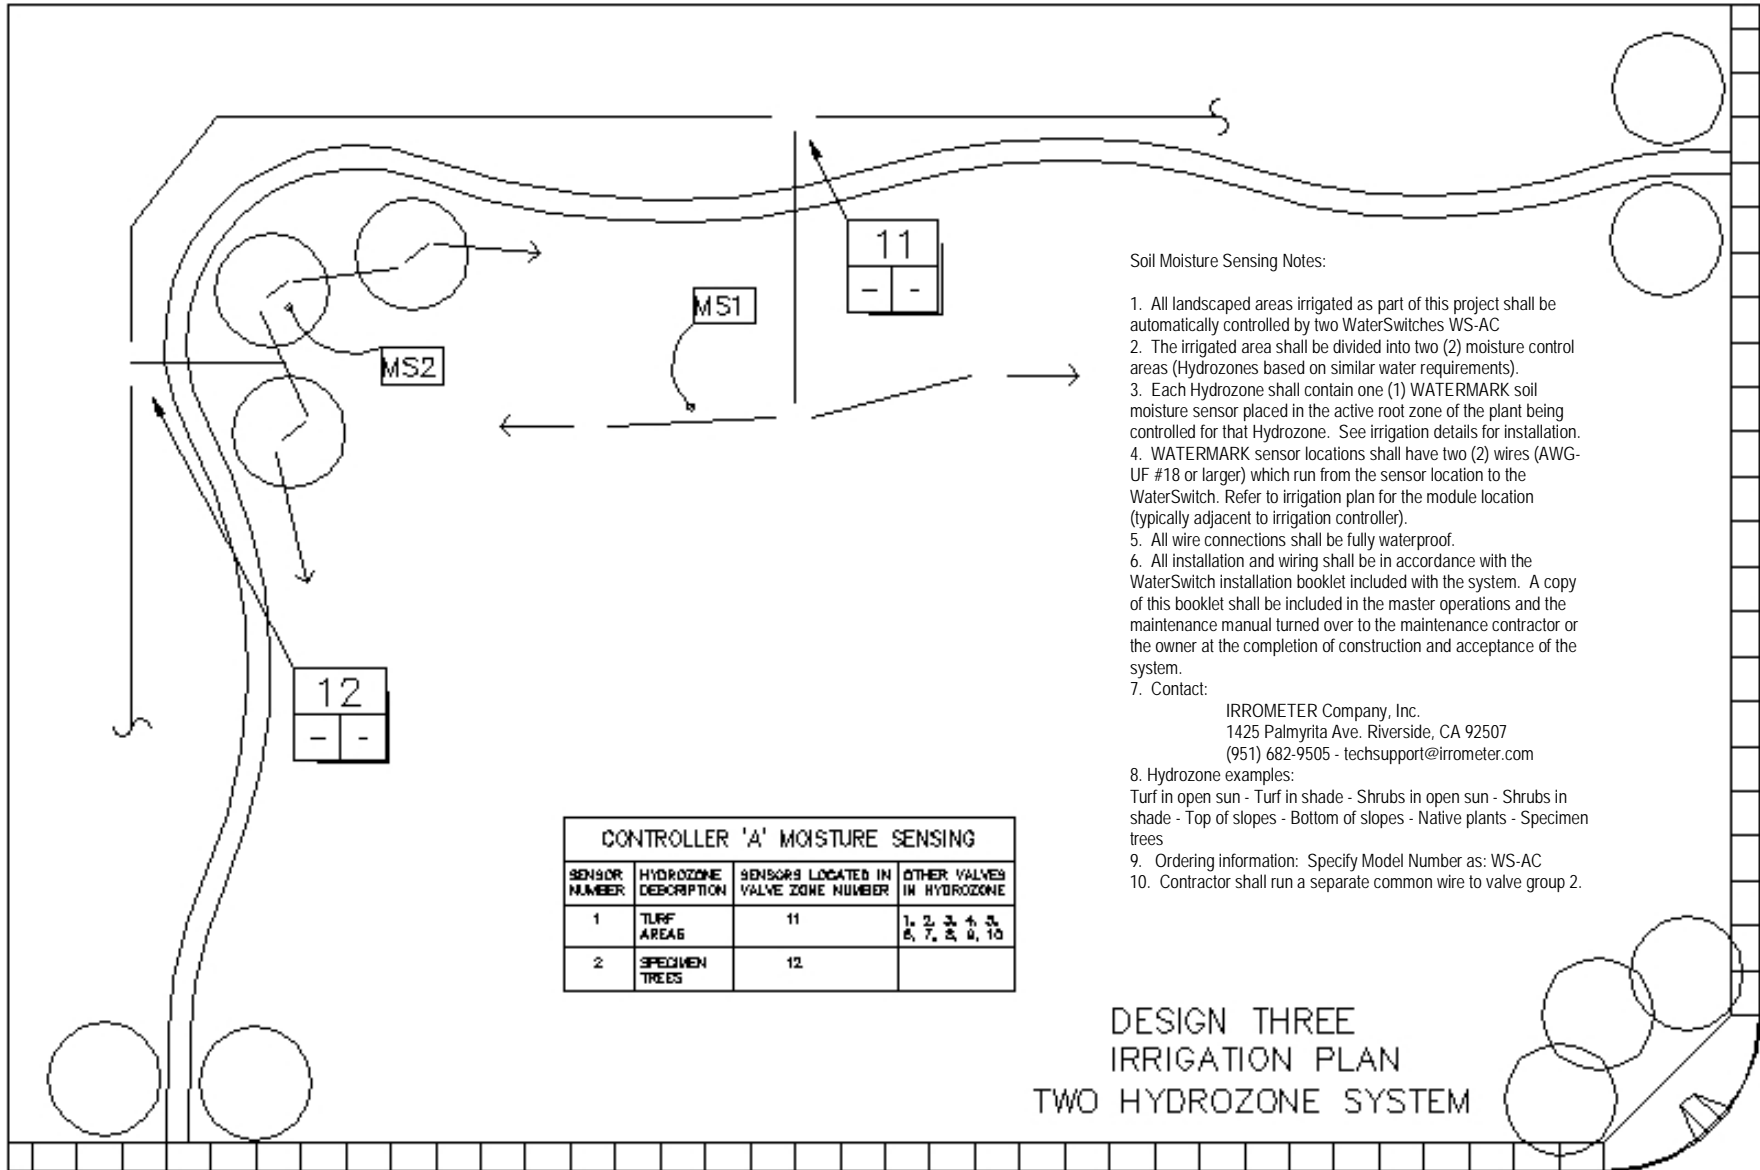 11
– -
MS1
MS2
12
– -
Soil Moisture Sensing Notes:
1. All landscaped areas irrigated as part of this project shall be
automatically controlled by two WaterSwitches WS-AC
2. The irrigated area shall be divided into two (2) moisture control
areas (Hydrozones based on similar water requirements).
3. Each Hydrozone shall contain one (1) WATERMARK soil
moisture sensor placed in the active root zone of the plant being
controlled for that Hydrozone. See irrigation details for installation.
4. WATERMARK sensor locations shall have two (2) wires (AWG-
UF #18 or larger) which run from the sensor location to the
WaterSwitch. Refer to irrigation plan for the module location
(typically adjacent to irrigation controller).
5. All wire connections shall be fully waterproof.
6. All installation and wiring shall be in accordance with the
WaterSwitch installation booklet included with the system. A copy
of this booklet shall be included in the master operations and the
maintenance manual turned over to the maintenance contractor or
the owner at the completion of construction and acceptance of the
system.
7. Contact:
IRROMETER Company, Inc.
1425 Palmyrita Ave. Riverside, CA 92507
(951) 682-9505 - techsupport@irrometer.com
8. Hydrozone examples:
Turf in open sun - Turf in shade - Shrubs in open sun - Shrubs in
shade - Top of slopes - Bottom of slopes - Native plants - Specimen
trees
9. Ordering information: Specify Model Number as: WS-AC
10. Contractor shall run a separate common wire to valve group 2.
CONTROLLER 'A' MOISTURE SENSING
SENSOR HYDROZONE SENSORS LOCATED IN OTHER VALVES
NUMBER DESCRIPTION VALVE ZONE NUMBER IN HYDROZONE
1 TURF 11 1, 2, 3, 4, 5,
AREAS 6, 7, 8, 9, 10
2 SPECIMEN 12
TREES
DESIGN THREE
IRRIGATION PLAN
TWO HYDROZONE SYSTEM